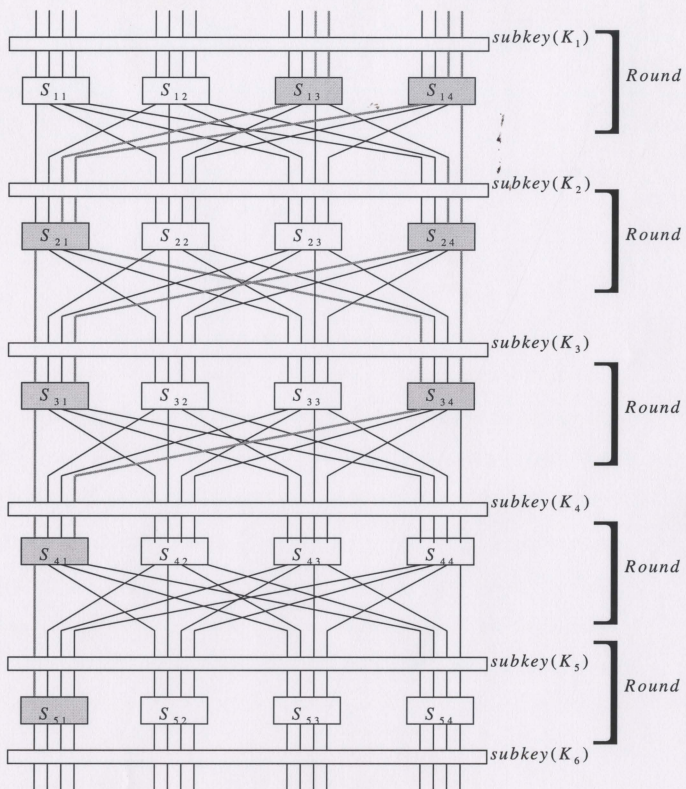 subkey(K₁)
S₁₁ S₁₂ S₁₃ S₁₄
Round
subkey(K₂)
S₂₁ S₂₂ S₂₃ S₂₄
Round
subkey(K₃)
S₃₁ S₃₂ S₃₃ S₃₄
Round
subkey(K₄)
S₄₁ S₄₂ S₄₃ S₄₄
Round
subkey(K₅)
S₅₁ S₅₂ S₅₃ S₅₄
Round
subkey(K₆)